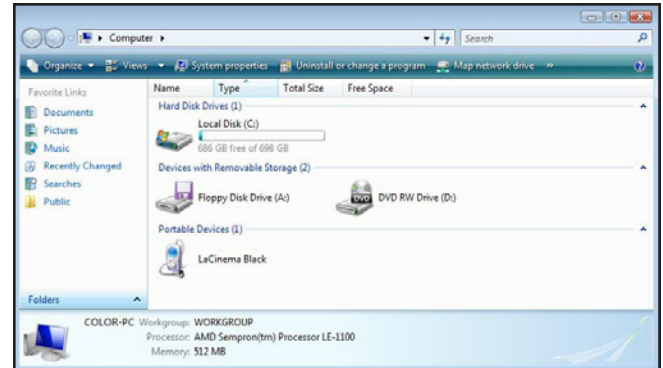 Computer
Search
Organize Views System properties Uninstall or change a program Map network drive »
Favorite Links
Documents
Pictures
Music
Recently Changed
Searches
Public
Folders
Name Type Total Size Free Space
Hard Disk Drives (1)
Local Disk (C:)
686 GB free of 698 GB
Devices with Removable Storage (2)
Floppy Disk Drive (A:) DVD RW Drive (D:)
Portable Devices (1)
LaCinema Black
COLOR-PC Workgroup: WORKGROUP
Processor: AMD Sempron(tm) Processor LE-1100
Memory: 512 MB